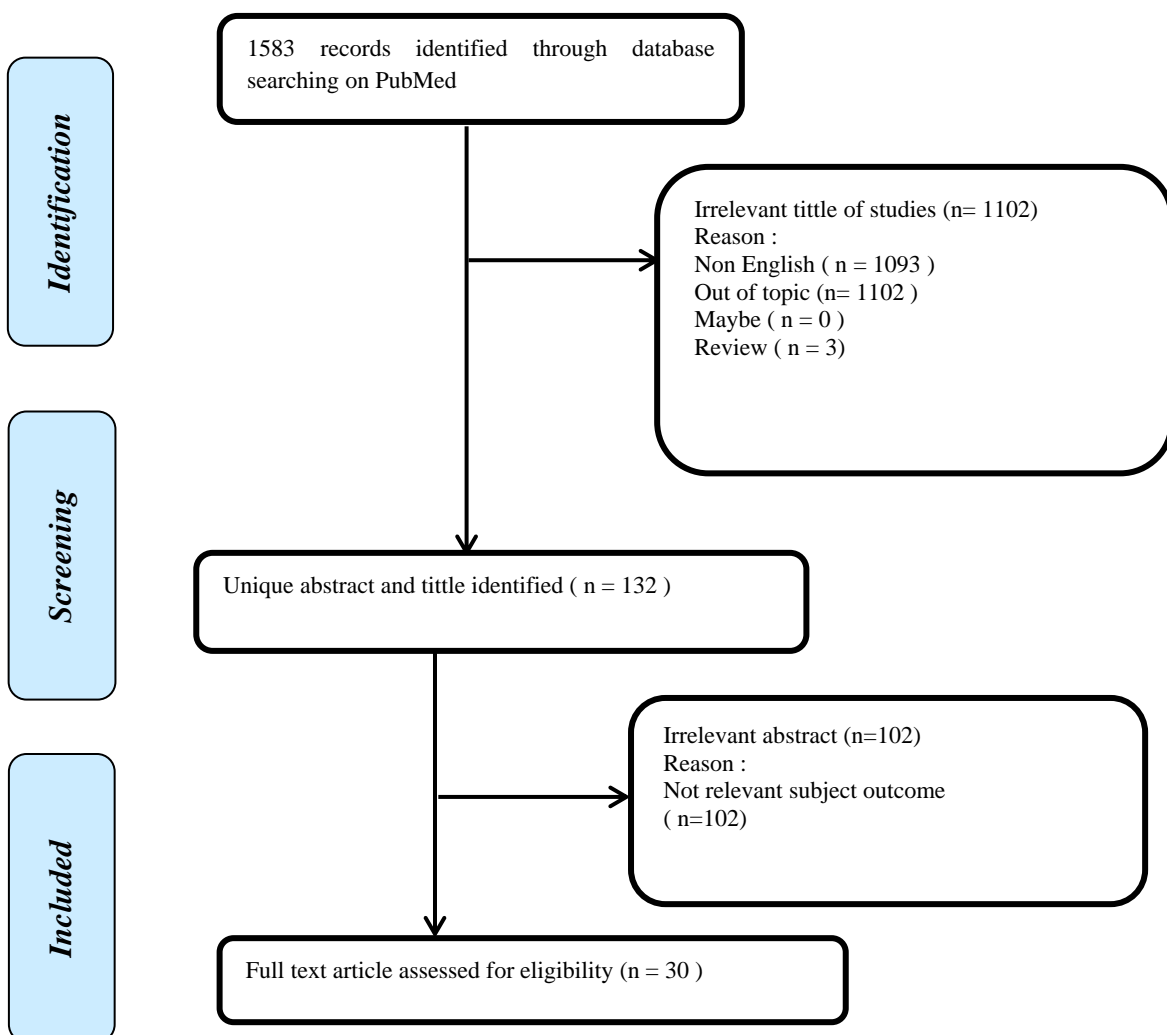 1583 records identified through database
searching on PubMed
Identification
Irrelevant tittle of studies (n= 1102)
Reason :
Non English ( n = 1093 )
Out of topic (n= 1102 )
Maybe ( n = 0 )
Review ( n = 3)
Screening
Unique abstract and tittle identified ( n = 132 )
Irrelevant abstract (n=102)
Reason :
Not relevant subject outcome
( n=102)
Included
Full text article assessed for eligibility (n = 30 )